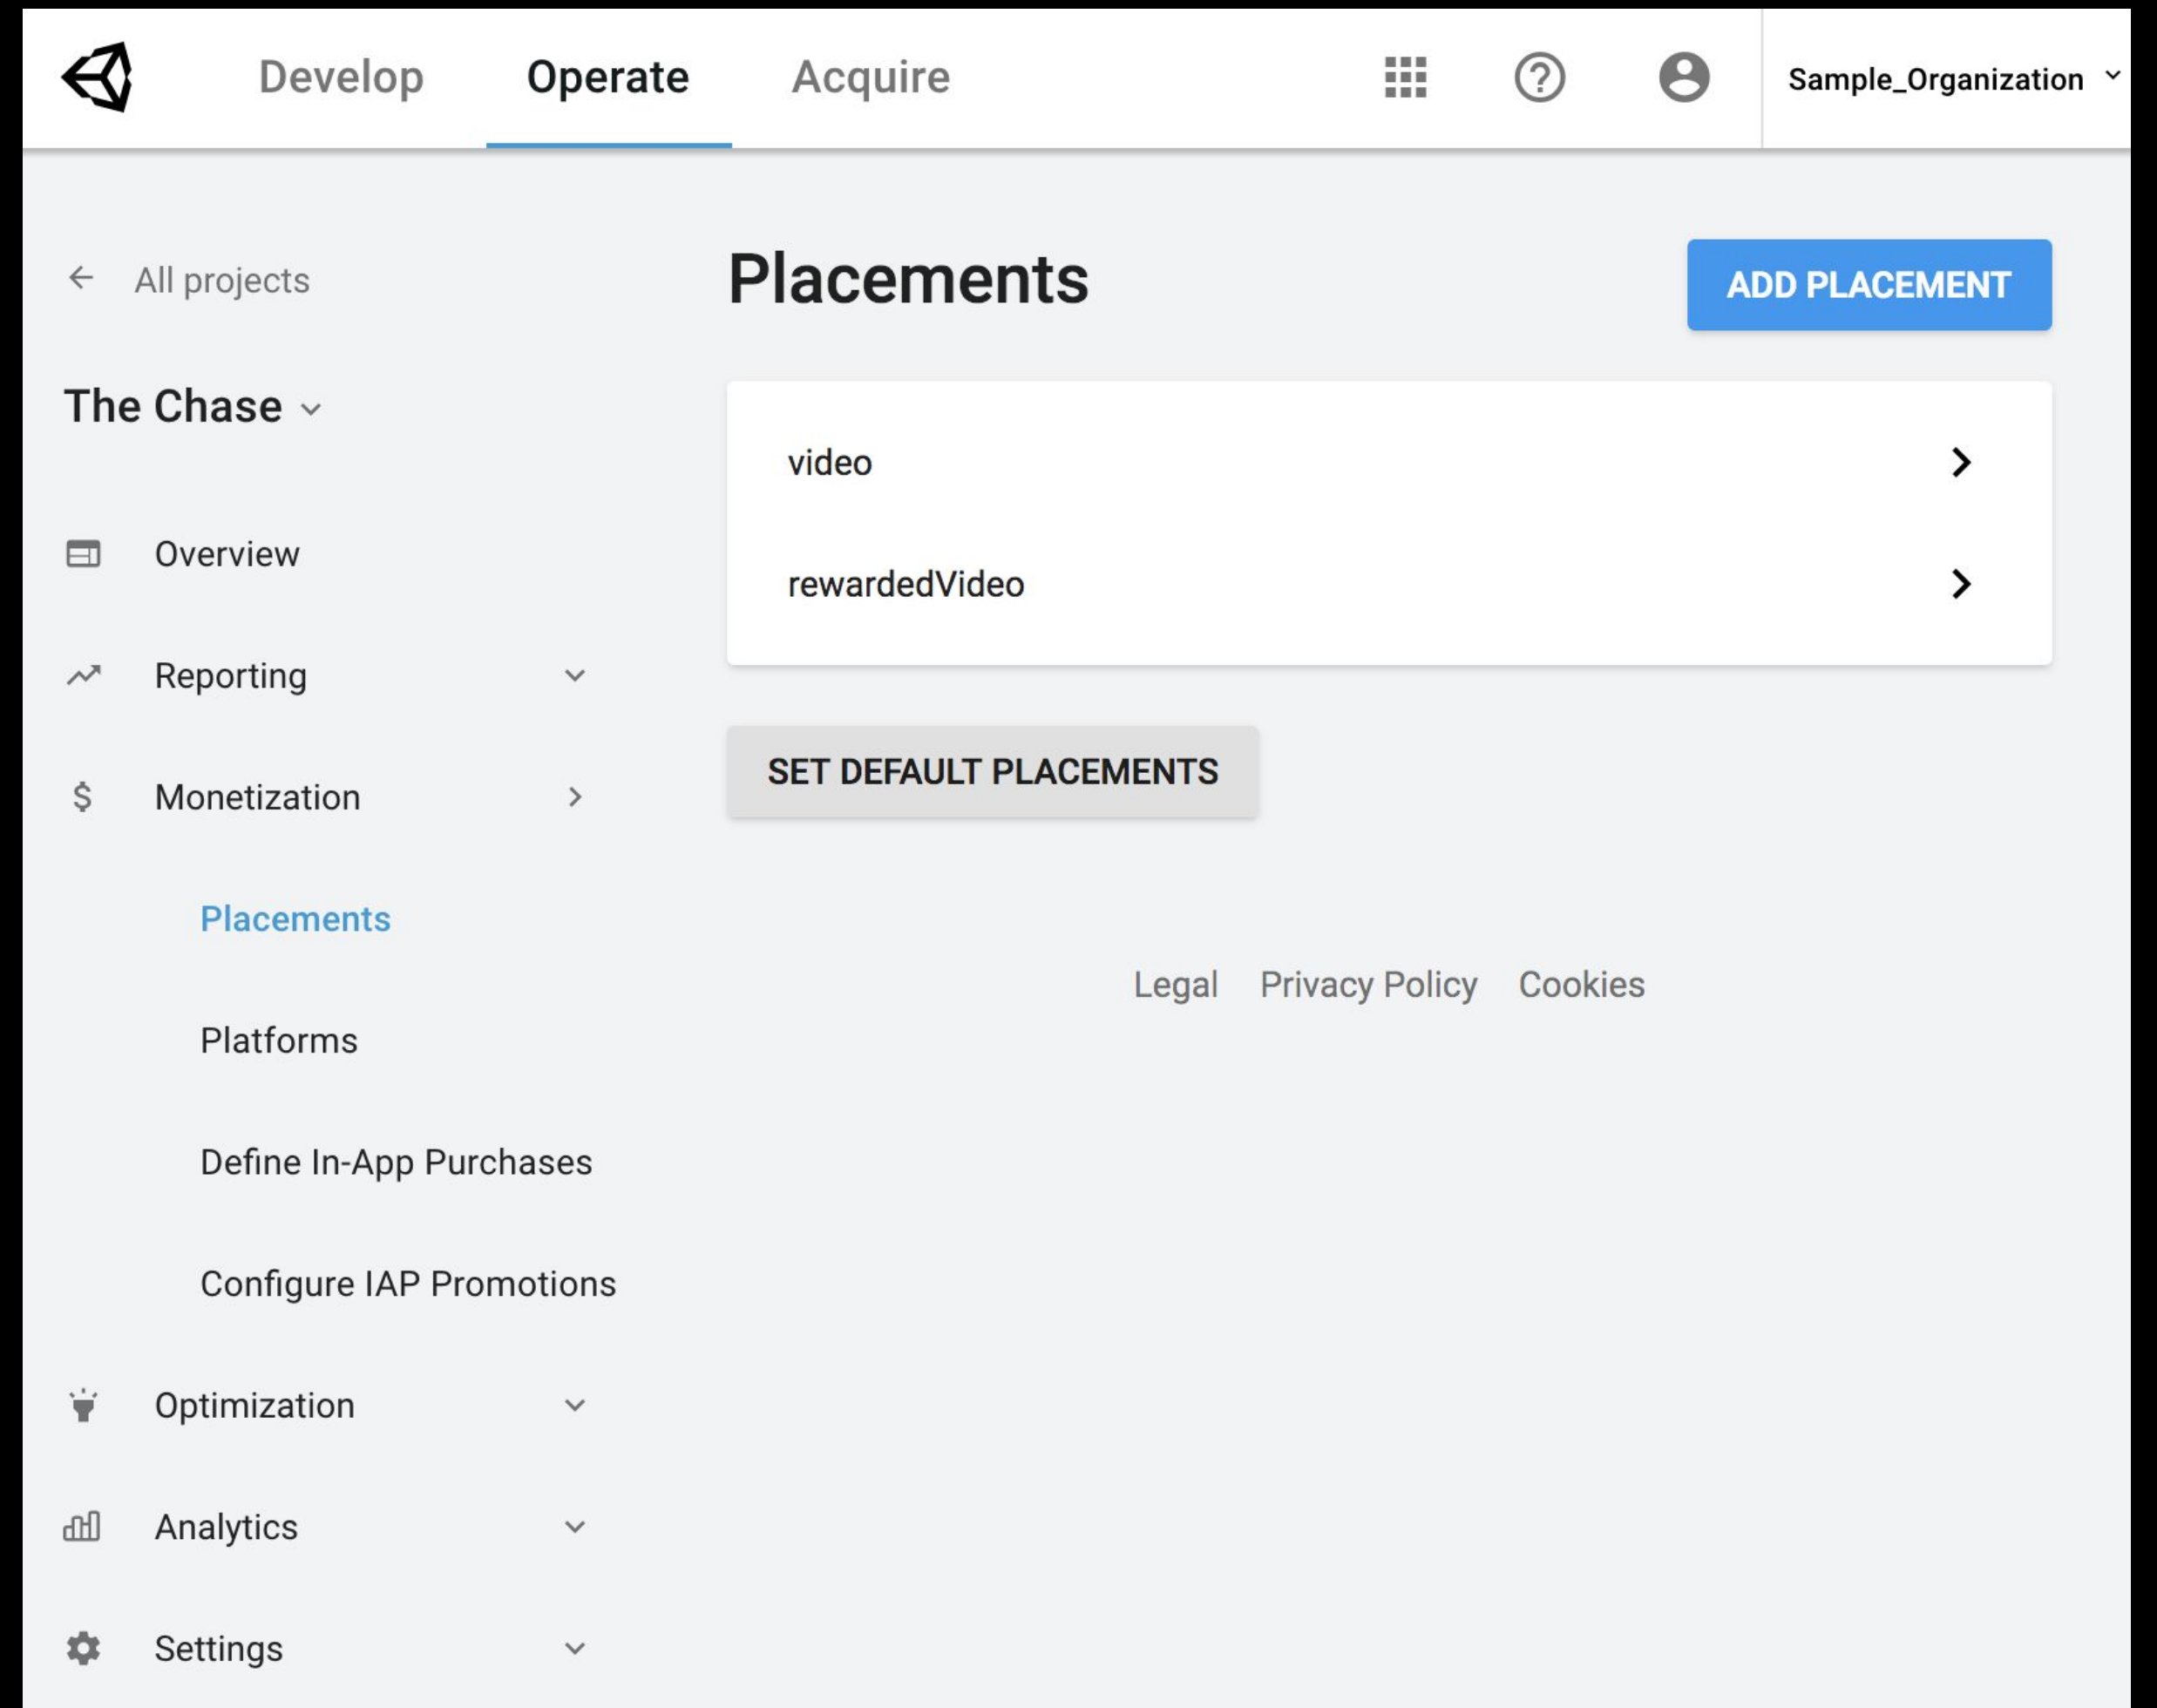 Develop Operate Acquire Sample_Organization
All projects
The Chase
Overview
Reporting
Monetization
Placements
Platforms
Define In-App Purchases
Configure IAP Promotions
Optimization
Analytics
Settings
Placements
ADD PLACEMENT
video
rewardedVideo
SET DEFAULT PLACEMENTS
Legal Privacy Policy Cookies